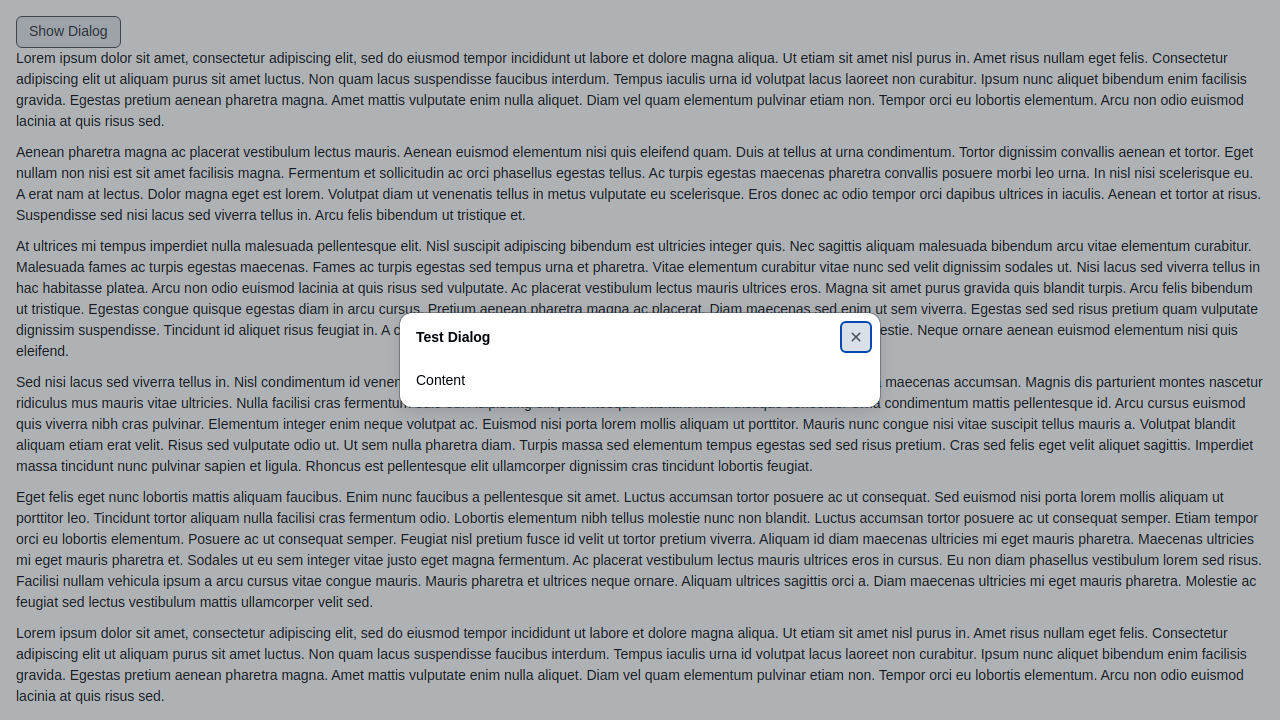 Show Dialog
Lorem ipsum dolor sit amet, consectetur adipiscing elit, sed do eiusmod tempor incididunt ut labore et dolore magna aliqua. Ut etiam sit amet nisl purus in. Amet risus nullam eget felis. Consectetur
adipiscing elit ut aliquam purus sit amet luctus. Non quam lacus suspendisse faucibus interdum. Tempus iaculis urna id volutpat lacus laoreet non curabitur. Ipsum nunc aliquet bibendum enim facilisis
gravida. Egestas pretium aenean pharetra magna. Amet mattis vulputate enim nulla aliquet. Diam vel quam elementum pulvinar etiam non. Tempor orci eu lobortis elementum. Arcu non odio euismod
lacinia at quis risus sed.
Aenean pharetra magna ac placerat vestibulum lectus mauris. Aenean euismod elementum nisi quis eleifend quam. Duis at tellus at urna condimentum. Tortor dignissim convallis aenean et tortor. Eget
nullam non nisi est sit amet facilisis magna. Fermentum et sollicitudin ac orci phasellus egestas tellus. Ac turpis egestas maecenas pharetra convallis posuere morbi leo urna. In nisl nisi scelerisque eu.
A erat nam at lectus. Dolor magna eget est lorem. Volutpat diam ut venenatis tellus in metus vulputate eu scelerisque. Eros donec ac odio tempor orci dapibus ultrices in iaculis. Aenean et tortor at risus.
Suspendisse sed nisi lacus sed viverra tellus in. Arcu felis bibendum ut tristique et.
At ultrices mi tempus imperdiet nulla malesuada pellentesque elit. Nisl suscipit adipiscing bibendum est ultricies integer quis. Nec sagittis aliquam malesuada bibendum arcu vitae elementum curabitur.
Malesuada fames ac turpis egestas maecenas. Fames ac turpis egestas sed tempus urna et pharetra. Vitae elementum curabitur vitae nunc sed velit dignissim sodales ut. Nisi lacus sed viverra tellus in
hac habitasse platea. Arcu non odio euismod lacinia at quis risus sed vulputate. Ac placerat vestibulum lectus mauris ultrices eros. Magna sit amet purus gravida quis blandit turpis. Arcu felis bibendum
ut tristique. Egestas congue quisque egestas diam in arcu cursus. Pretium aenean pharetra magna ac placerat. Diam maecenas sed enim ut sem viverra. Egestas sed sed risus pretium quam vulputate
dignissim suspendisse. Tincidunt id aliquet risus feugiat in. A Neque ornare aenean euismod elementum nisi quis
eleifend.
Test Dialog
Content
Sed nisi lacus sed viverra tellus in. Nisl condimentum id maecenas accumsan. Magnis dis parturient montes nascetur
ridiculus mus mauris vitae ultricies. Nulla facilisi cras condimentum mattis pellentesque id. Arcu cursus euismod
quis viverra nibh cras pulvinar. Elementum integer enim neque volutpat ac. Euismod nisi porta lorem mollis aliquam ut porttitor. Mauris nunc congue nisi vitae suscipit tellus mauris a. Volutpat blandit
aliquam etiam erat velit. Risus sed vulputate odio ut. Ut sem nulla pharetra diam. Turpis massa sed elementum tempus egestas sed sed risus pretium. Cras sed felis eget velit aliquet sagittis. Imperdiet
massa tincidunt nunc pulvinar sapien et ligula. Rhoncus est pellentesque elit ullamcorper dignissim cras tincidunt lobortis feugiat.
Eget felis eget nunc lobortis mattis aliquam faucibus. Enim nunc faucibus a pellentesque sit amet. Luctus accumsan tortor posuere ac ut consequat. Sed euismod nisi porta lorem mollis aliquam ut
porttitor leo. Tincidunt tortor aliquam nulla facilisi cras fermentum odio. Lobortis elementum nibh tellus molestie nunc non blandit. Luctus accumsan tortor posuere ac ut consequat semper. Etiam tempor
orci eu lobortis elementum. Posuere ac ut consequat semper. Feugiat nisl pretium fusce id velit ut tortor pretium viverra. Aliquam id diam maecenas ultricies mi eget mauris pharetra. Maecenas ultricies
mi eget mauris pharetra et. Sodales ut eu sem integer vitae justo eget magna fermentum. Ac placerat vestibulum lectus mauris ultrices eros in cursus. Eu non diam phasellus vestibulum lorem sed risus.
Facilisi nullam vehicula ipsum a arcu cursus vitae congue mauris. Mauris pharetra et ultrices neque ornare. Aliquam ultrices sagittis orci a. Diam maecenas ultricies mi eget mauris pharetra. Molestie ac
feugiat sed lectus vestibulum mattis ullamcorper velit sed.
Lorem ipsum dolor sit amet, consectetur adipiscing elit, sed do eiusmod tempor incididunt ut labore et dolore magna aliqua. Ut etiam sit amet nisl purus in. Amet risus nullam eget felis. Consectetur
adipiscing elit ut aliquam purus sit amet luctus. Non quam lacus suspendisse faucibus interdum. Tempus iaculis urna id volutpat lacus laoreet non curabitur. Ipsum nunc aliquet bibendum enim facilisis
gravida. Egestas pretium aenean pharetra magna. Amet mattis vulputate enim nulla aliquet. Diam vel quam elementum pulvinar etiam non. Tempor orci eu lobortis elementum. Arcu non odio euismod
lacinia at quis risus sed.